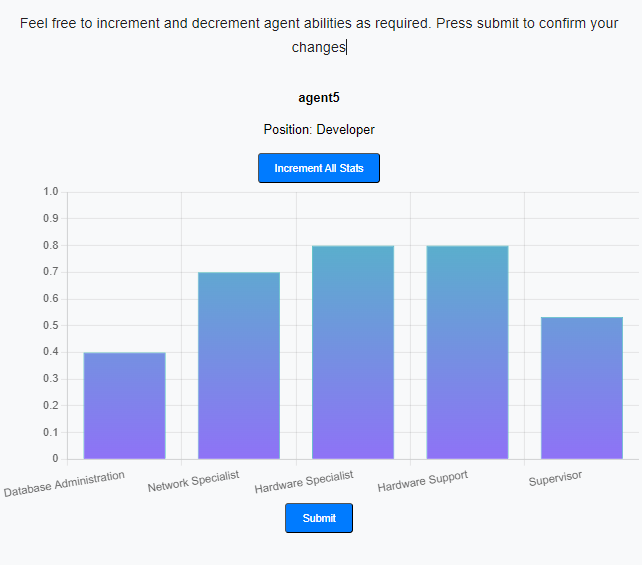 Feel free to increment and decrement agent abilities as required. Press submit to confirm your
changes
agent5
Position: Developer
Increment All Stats
1.0
0.9
0.8
0.7
0.6
0.5
0.4
0.3
0.2
0.1
0
Database Administration
Network Specialist
Hardware Specialist
Hardware Support
Supervisor
Submit